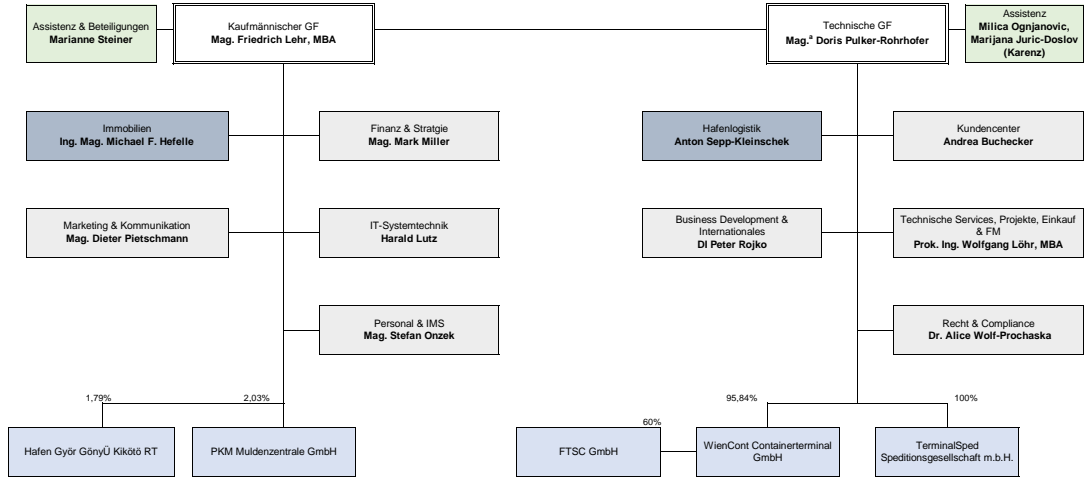 Assistenz & Beteiligungen
Marianne Steiner
Kaufmännischer GF
Mag. Friedrich Lehr, MBA
Technische GF
Mag.ª Doris Pulker-Rohrhofer
Assistenz
Milica Ognjanovic,
Marijana Juric-Doslov
(Karenz)
Immobilien
Ing. Mag. Michael F. Hefelle
Finanz & Stratgie
Mag. Mark Miller
Hafenlogistik
Anton Sepp-Kleinschek
Kundencenter
Andrea Buchecker
Marketing & Kommunikation
Mag. Dieter Pietschmann
IT-Systemtechnik
Harald Lutz
Business Development &
Internationales
DI Peter Rojko
Technische Services, Projekte, Einkauf
& FM
Prok. Ing. Wolfgang Löhr, MBA
Personal & IMS
Mag. Stefan Onzek
Recht & Compliance
Dr. Alice Wolf-Prochaska
1,79%
2,03%
95,84%
100%
60%
Hafen Györ GönyÜ Kikötö RT
PKM Muldenzentrale GmbH
FTSC GmbH
WienCont Containerterminal
GmbH
TerminalSped
Speditionsgesellschaft m.b.H.